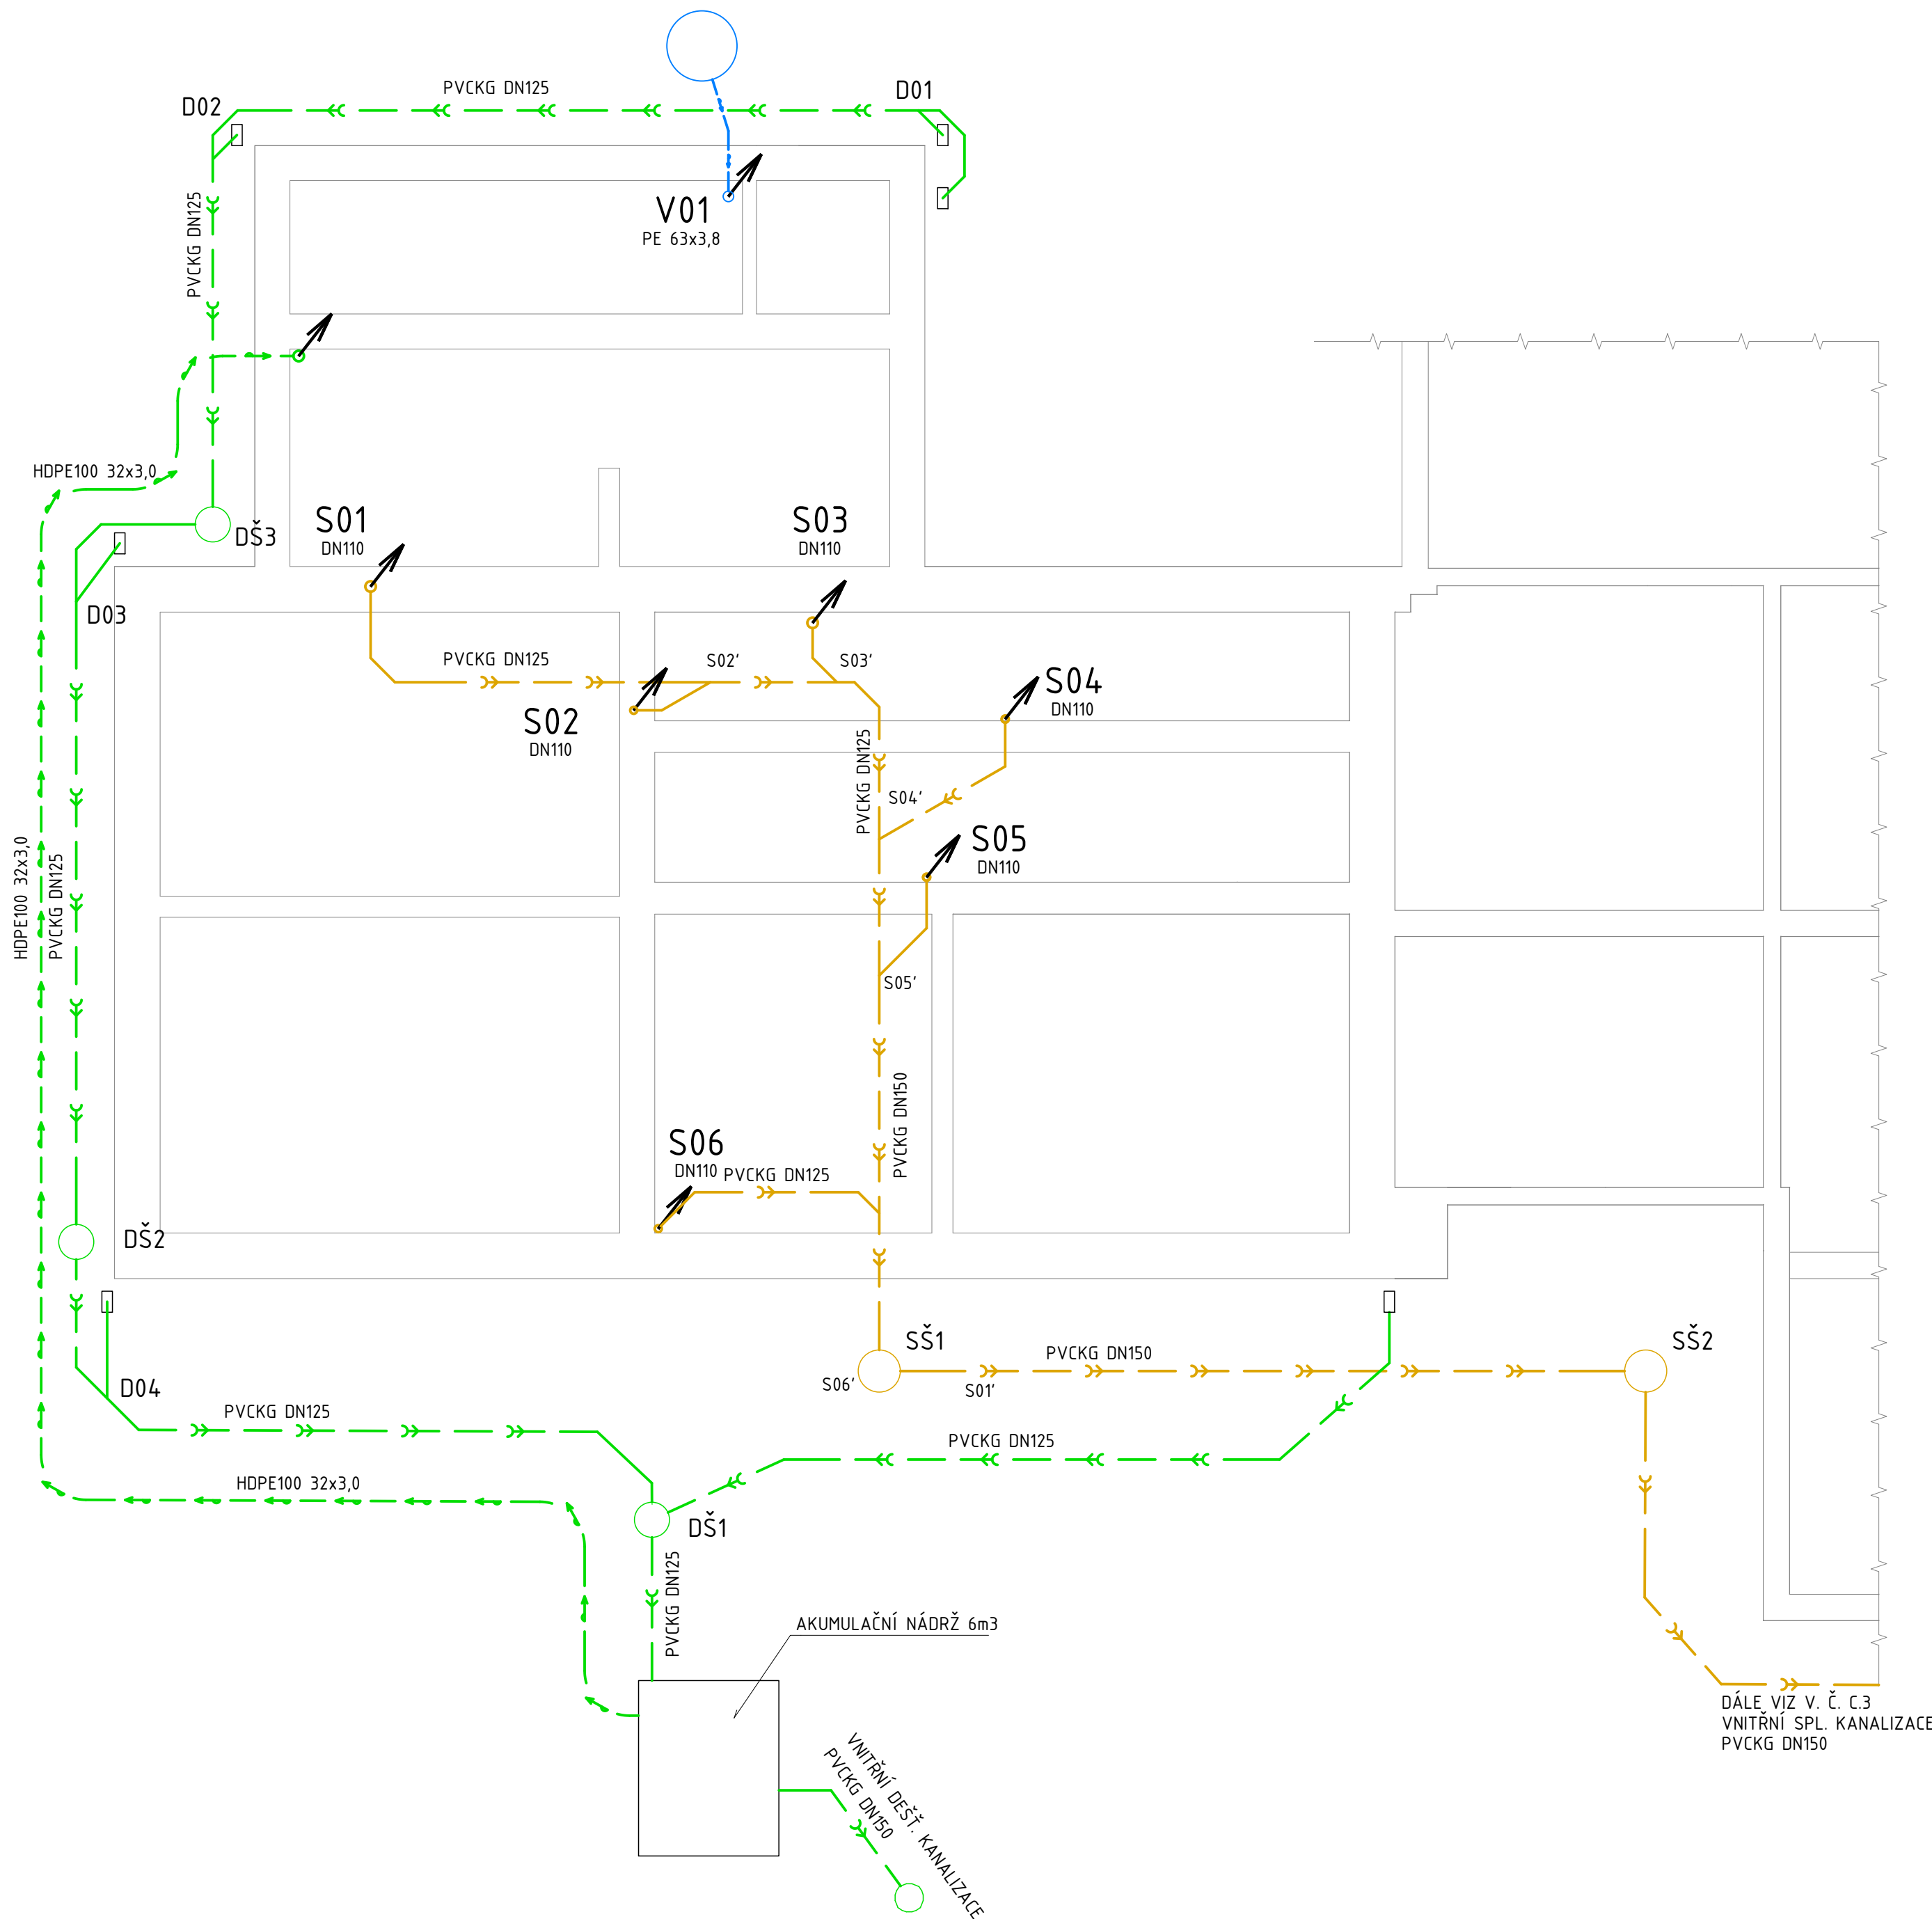 PVCKG DN125
D01
D02
PVCKG DN125
V01
PE 63x3,8
HDPE100 32x3,0
DŠ3
S01
DN110
S03
DN110
D03
PVCKG DN125
S02'
S03'
S04
DN110
S02
DN110
PVCKG DN125
S04'
S05
DN110
HDPE100 32x3,0
PVCKG DN125
S05'
PVCKG DN150
S06
DN110
PVCKG DN125
DŠ2
SŠ1
PVCKG DN150
SŠ2
S06'
S01'
D04
PVCKG DN125
PVCKG DN125
HDPE100 32x3,0
DŠ1
PVCKG DN125
AKUMULAČNÍ NÁDRŽ 6m3
DÁLE VIZ V. Č. C.3
VNITŘNÍ SPL. KANALIZACE
PVCKG DN150
VNITŘNÍ DEŠŤ. KANALIZACE
PVCKG DN150